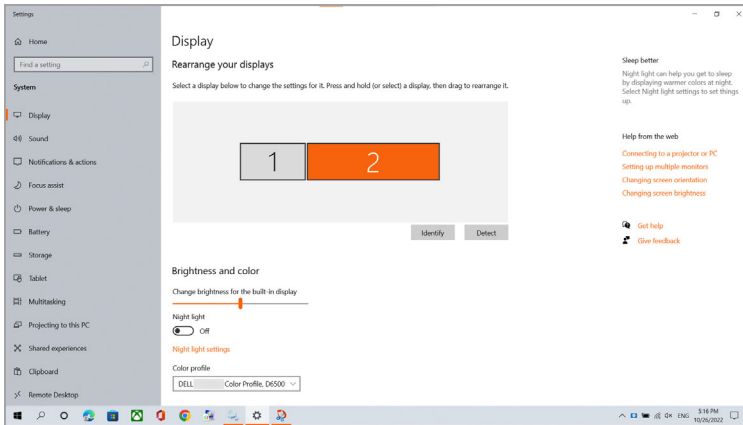 Settings
Home
Find a setting
System
Display
Sound
Notifications & actions
Focus assist
Power & sleep
Battery
Storage
Tablet
Multitasking
Projecting to this PC
Shared experiences
Clipboard
Remote Desktop
Display
Rearrange your displays
Select a display below to change the settings for it. Press and hold (or select) a display, then drag to rearrange it.
1
2
Identify
Detect
Brightness and color
Change brightness for the built-in display
Night light
Off
Night light settings
Color profile
DELL Color Profile, D6500
Sleep better
Night light can help you get to sleep
by displaying warmer colors at night.
Select Night light settings to set things
up.
Help from the web
Connecting to a projector or PC
Setting up multiple monitors
Changing screen orientation
Changing screen brightness
Get help
Give feedback
ENG
5:16 PM
10/26/2022